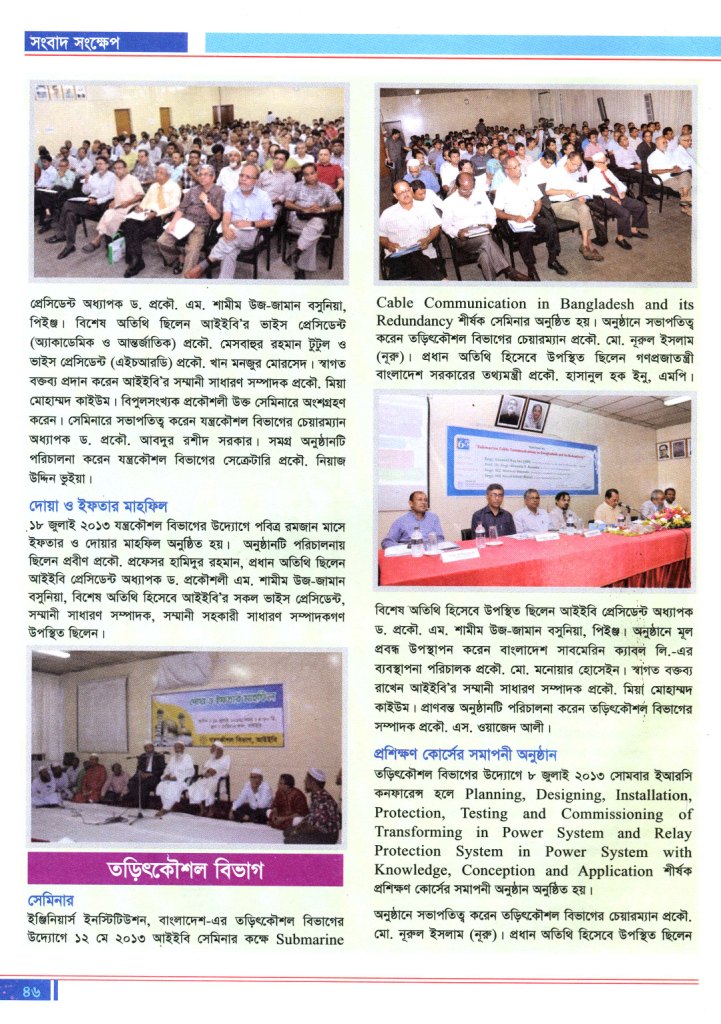 সংবাদ সংক্ষেপ
প্রেসিডেন্ট অধ্যাপক ড. প্রকৌ. এম. শামীম উজ-জামান বসুনিয়া,
পিইঞ্জ। বিশেষ অতিথি ছিলেন আইইবি'র ভাইস প্রেসিডেন্ট
(অ্যাকাডেমিক ও আন্তর্জাতিক) প্রকৌ. মেসবাহুর রহমান টুটুল ও
ভাইস প্রেসিডেন্ট (এইচআরডি) প্রকৌ. খান মনজুর মোরসেদ। স্বাগত
বক্তব্য প্রদান করেন আইইবি'র সম্মানী সাধারণ সম্পাদক প্রকৌ. মিয়া
মোহাম্মদ কাইউম। বিপুলসংখ্যক প্রকৌশলী উক্ত সেমিনারে অংশগ্রহণ
করেন। সেমিনারে সভাপতিত্ব করেন যন্ত্রকৌশল বিভাগের চেয়ারম্যান
অধ্যাপক ড. প্রকৌ. আবদুর রশীদ সরকার। সমগ্র অনুষ্ঠানটি
পরিচালনা করেন যন্ত্রকৌশল বিভাগের সেক্রেটারি প্রকৌ. নিয়াজ
উদ্দিন ভূইয়া।
দোয়া ও ইফতার মাহফিল
১৮ জুলাই ২০১৩ যন্ত্রকৌশল বিভাগের উদ্যোগে পবিত্র রমজান মাসে
ইফতার ও দোয়ার মাহফিল অনুষ্ঠিত হয়। অনুষ্ঠানটি পরিচালনায়
ছিলেন প্রবীণ প্রকৌ. প্রফেসর হামিদুর রহমান, প্রধান অতিথি ছিলেন
আইইবি প্রেসিডেন্ট অধ্যাপক ড. প্রকৌশলী এম. শামীম উজ-জামান
বসুনিয়া, বিশেষ অতিথি হিসেবে আইইবি'র সকল ভাইস প্রেসিডেন্ট,
সম্মানী সাধারণ সম্পাদক, সম্মানী সহকারী সাধারণ সম্পাদকগণ
উপস্থিত ছিলেন।
দোয়া ও ইফতার মাহফিল
যন্ত্রকৌশল বিভাগ, আইইবি
তড়িৎকৌশল বিভাগ
সেমিনার
ইঞ্জিনিয়ার্স ইনস্টিটিউশন, বাংলাদেশ-এর তড়িৎকৌশল বিভাগের
উদ্যোগে ১২ মে ২০১৩ আইইবি সেমিনার কক্ষে Submarine
Cable Communication in Bangladesh and its
Redundancy শীর্ষক সেমিনার অনুষ্ঠিত হয়। অনুষ্ঠানে সভাপতিত্ব
করেন তড়িৎকৌশল বিভাগের চেয়ারম্যান প্রকৌ. মো. নূরুল ইসলাম
(নূরু)। প্রধান অতিথি হিসেবে উপস্থিত ছিলেন গণপ্রজাতন্ত্রী
বাংলাদেশ সরকারের তথ্যমন্ত্রী প্রকৌ. হাসানুল হক ইনু, এমপি।
"Submarine Cable Communication in Bangladesh and its Redundancy"
বিশেষ অতিথি হিসেবে উপস্থিত ছিলেন আইইবি প্রেসিডেন্ট অধ্যাপক
ড. প্রকৌ. এম. শামীম উজ-জামান বসুনিয়া, পিইঞ্জ। অনুষ্ঠানে মূল
প্রবন্ধ উপস্থাপন করেন বাংলাদেশ সাবমেরিন ক্যাবল লি.-এর
ব্যবস্থাপনা পরিচালক প্রকৌ. মো. মনোয়ার হোসেইন। স্বাগত বক্তব্য
রাখেন আইইবি'র সম্মানী সাধারণ সম্পাদক প্রকৌ. মিয়া মোহাম্মদ
কাইউম। প্রাণবন্ত অনুষ্ঠানটি পরিচালনা করেন তড়িৎকৌশল বিভাগের
সম্পাদক প্রকৌ. এস. ওয়াজেদ আলী।
প্রশিক্ষণ কোর্সের সমাপনী অনুষ্ঠান
তড়িৎকৌশল বিভাগের উদ্যোগে ৮ জুলাই ২০১৩ সোমবার ইআরসি
কনফারেন্স হলে Planning, Designing, Installation,
Protection, Testing and Commissioning of
Transforming in Power System and Relay
Protection System in Power System with
Knowledge, Conception and Application শীর্ষক
প্রশিক্ষণ কোর্সের সমাপনী অনুষ্ঠান অনুষ্ঠিত হয়।
অনুষ্ঠানে সভাপতিত্ব করেন তড়িৎকৌশল বিভাগের চেয়ারম্যান প্রকৌ.
মো. নূরুল ইসলাম (নূরু)। প্রধান অতিথি হিসেবে উপস্থিত ছিলেন
৪৬